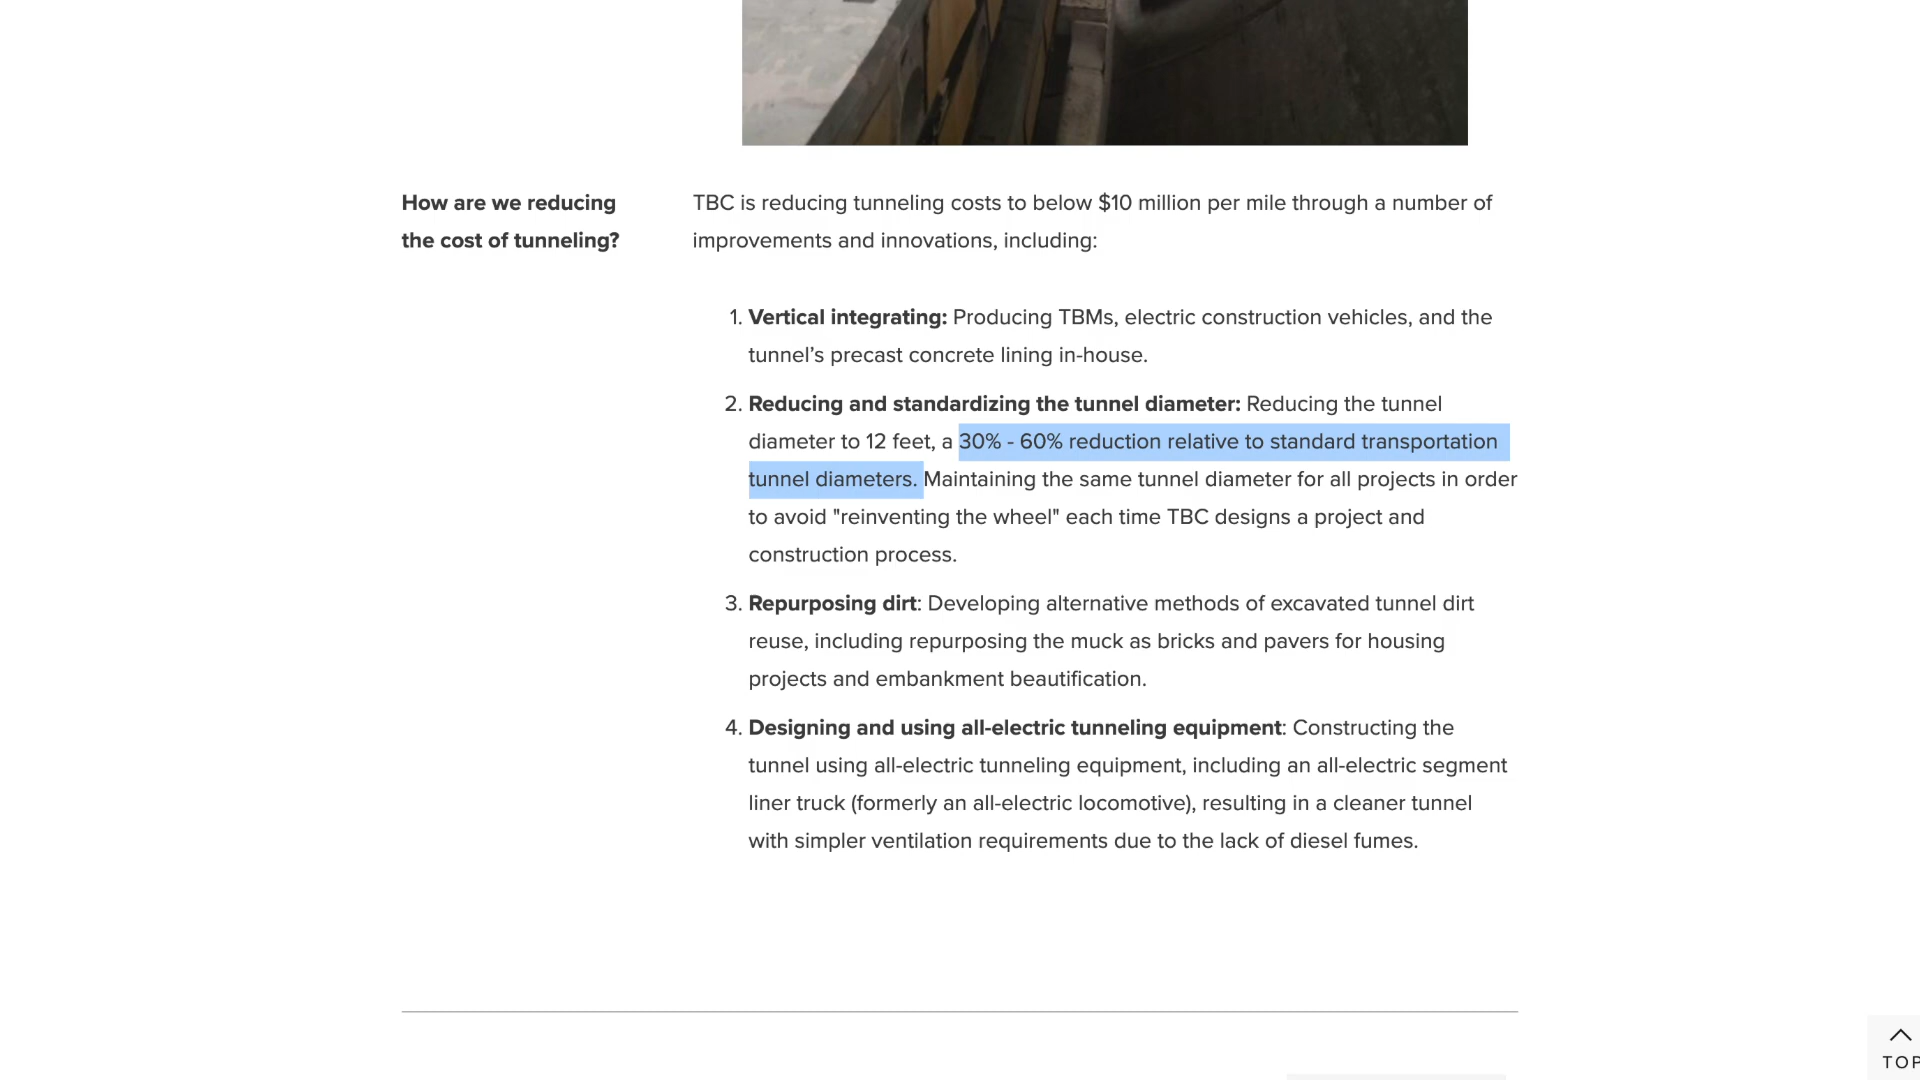 How are we reducing
the cost of tunneling?
TBC is reducing tunneling costs to below $10 million per mile through a number of
improvements and innovations, including:
1. Vertical integrating: Producing TBMs, electric construction vehicles, and the
tunnel’s precast concrete lining in-house.
2. Reducing and standardizing the tunnel diameter: Reducing the tunnel
diameter to 12 feet, a 30% - 60% reduction relative to standard transportation
tunnel diameters. Maintaining the same tunnel diameter for all projects in order
to avoid "reinventing the wheel" each time TBC designs a project and
construction process.
3. Repurposing dirt: Developing alternative methods of excavated tunnel dirt
reuse, including repurposing the muck as bricks and pavers for housing
projects and embankment beautification.
4. Designing and using all-electric tunneling equipment: Constructing the
tunnel using all-electric tunneling equipment, including an all-electric segment
liner truck (formerly an all-electric locomotive), resulting in a cleaner tunnel
with simpler ventilation requirements due to the lack of diesel fumes.
TOP